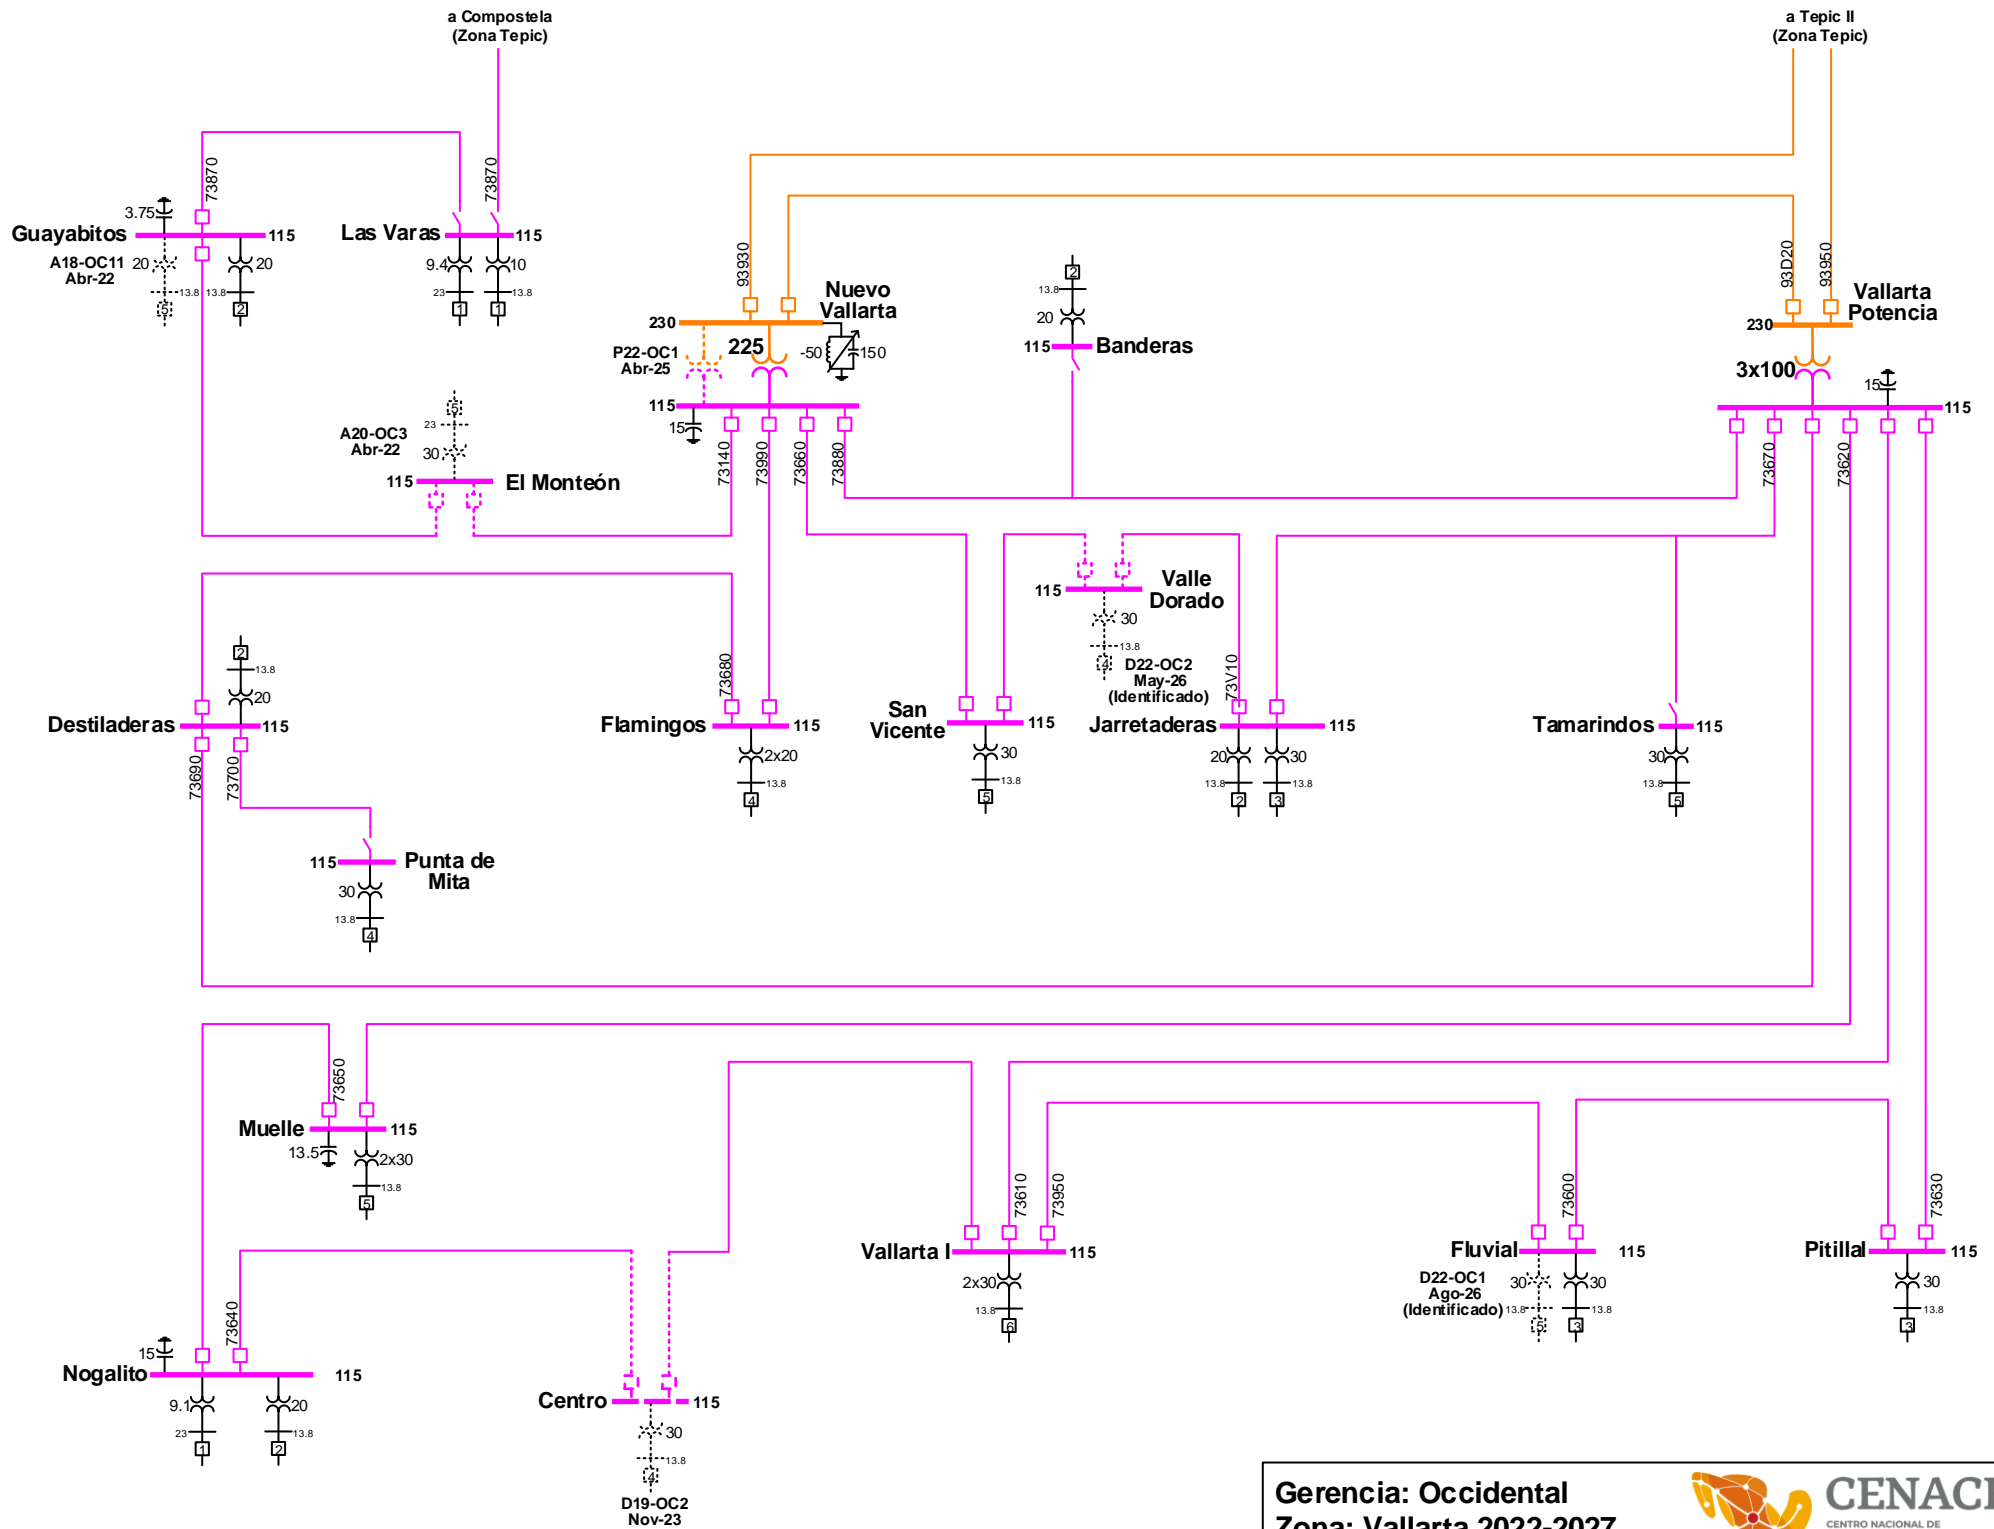 a Compostela
(Zona Tepic)
a Tepic II
(Zona Tepic)
73870
73870
3.75
Guayabitos
115
A18-OC11
Abr-22
20
20
13.8
13.8
5
2
Las Varas
115
9.4
10
23
13.8
1
1
93930
Nuevo
Vallarta
230
P22-OC1
Abr-25
225
-50
150
115
15
73140
73990
73660
73880
2
13.8
20
115
Banderas
93D20
93950
Vallarta
Potencia
230
3x100
15
115
73670
73620
5
23
A20-OC3
Abr-22
30
115
El Monteón
115
Valle
Dorado
30
13.8
4
D22-OC2
May-26
(Identificado)
73V10
2
13.8
20
Destiladeras
115
73690
73700
73680
Flamingos
115
2x20
13.8
4
San
Vicente
115
30
13.8
5
Jarretaderas
115
20
30
13.8
13.8
2
3
Tamarindos
115
30
13.8
5
115
Punta de
Mita
30
13.8
4
73650
Muelle
115
13.5
2x30
13.8
5
73610
73950
Vallarta I
115
2x30
13.8
6
73600
Fluvial
115
D22-OC1
Ago-26
(Identificado)
30
30
13.8
13.8
5
3
73630
Pitillal
115
30
13.8
3
73640
15
Nogalito
115
9.1
20
23
13.8
1
2
Centro
115
30
13.8
4
D19-OC2
Nov-23
Gerencia: Occidental
Zona: Vallarta 2022-2027
CENACE
CENTRO NACIONAL DE